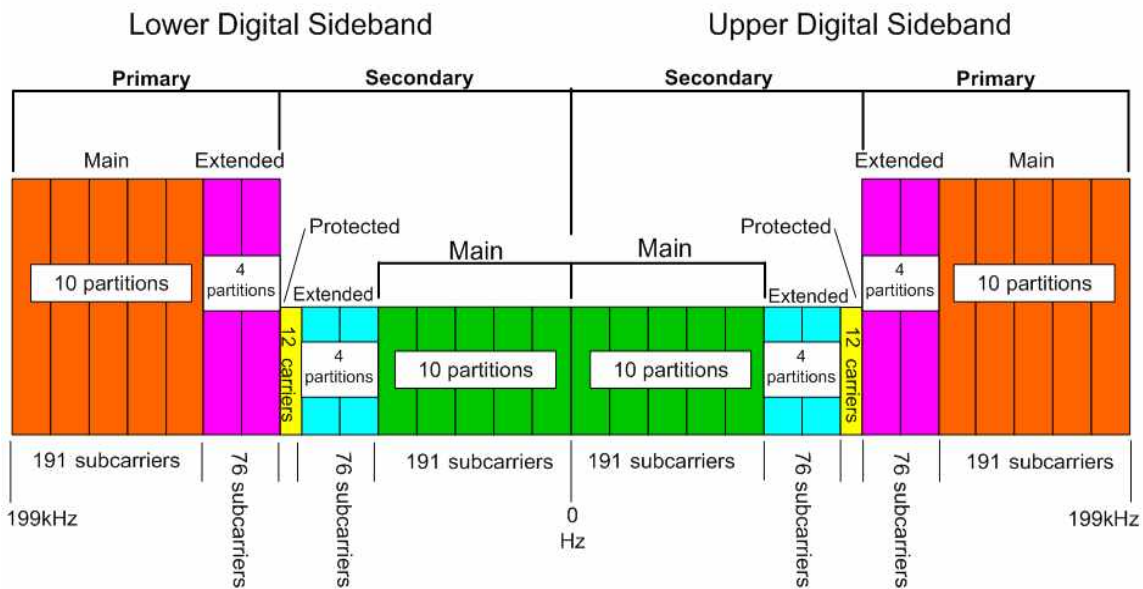 Lower Digital Sideband
Upper Digital Sideband
Primary
Secondary
Secondary
Primary
Main
Extended
Extended
Main
Protected
Main
Main
Protected
10 partitions
4
partitions
Extended
Extended
4
partitions
10 partitions
12 carriers
4
partitions
10 partitions
10 partitions
4
partitions
12 carriers
191 subcarriers
76 subcarriers
76 subcarriers
191 subcarriers
191 subcarriers
76 subcarriers
76 subcarriers
191 subcarriers
199kHz
0
Hz
199kHz